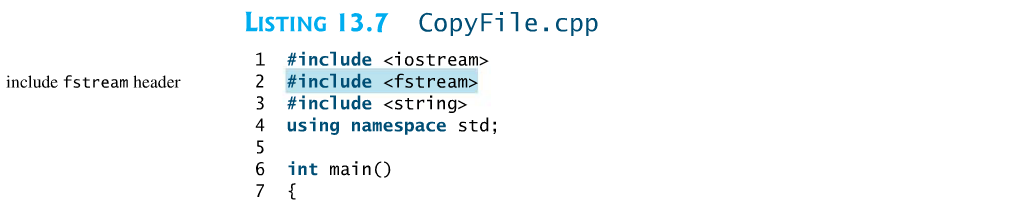 LISTING 13.7 CopyFile.cpp
1 #include <iostream>
include fstream header
2 #include <fstream>
3 #include <string>
4 using namespace std;
5
6 int main()
7 {